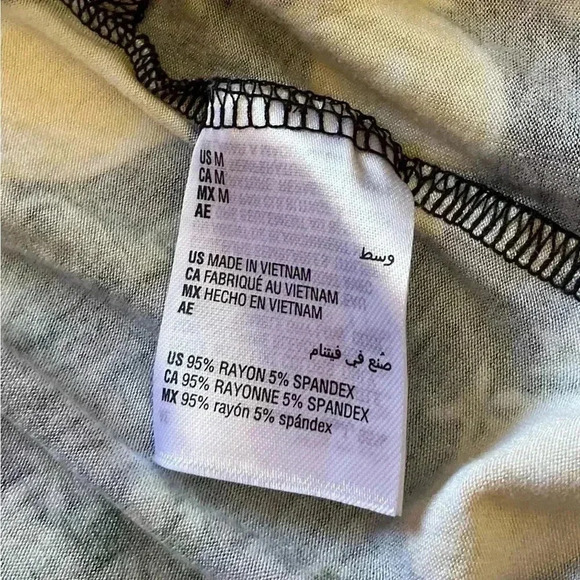 US M
CA M
MX M
AE
وسط
US MADE IN VIETNAM
CA FABRIQUÉ AU VIETNAM
MX HECHO EN VIETNAM
AE
صُنع في فيتنام
US 95% RAYON 5% SPANDEX
CA 95% RAYONNE 5% SPANDEX
MX 95% rayón 5% spándex